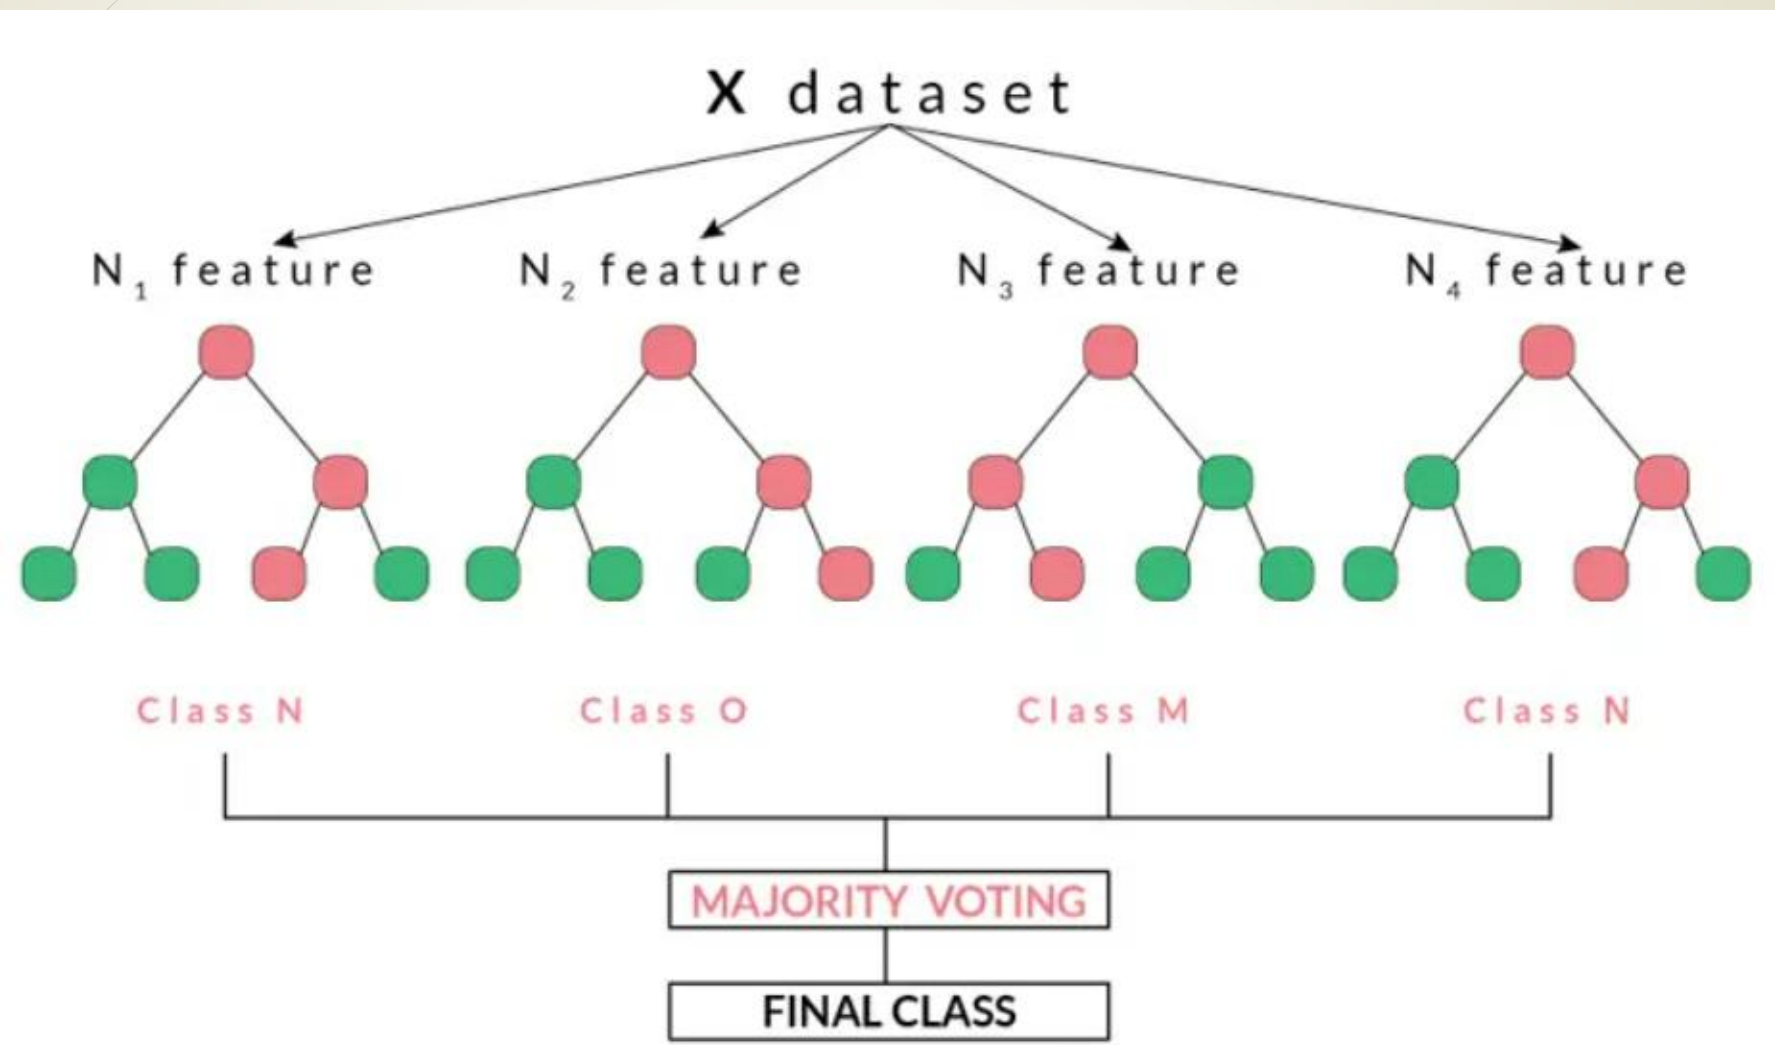 X dataset
N₁ feature
N₂ feature
N₃ feature
N₄ feature
Class N
Class O
Class M
Class N
MAJORITY VOTING
FINAL CLASS